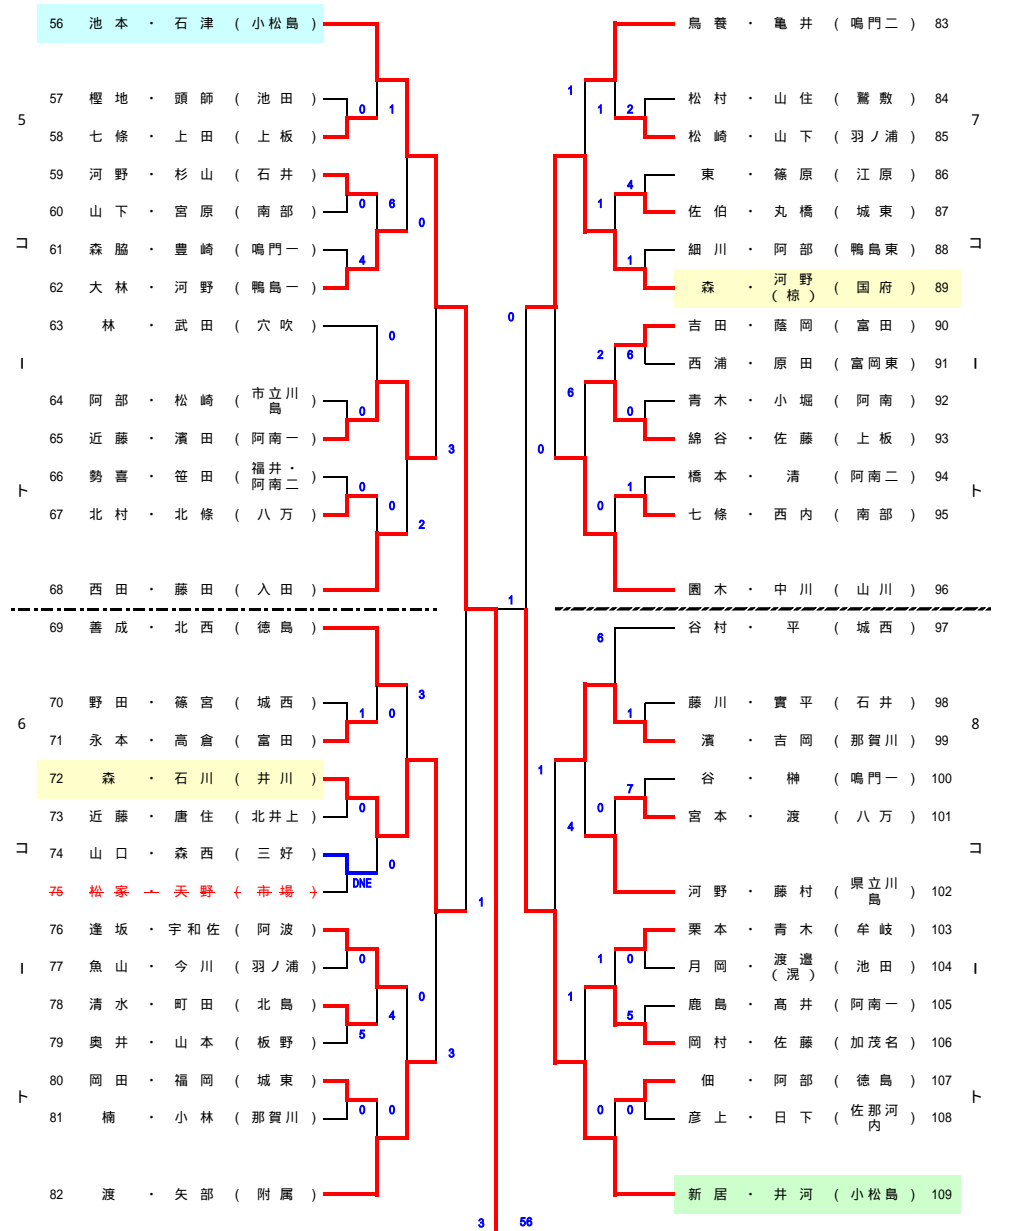 56 池本・石津 (小松島)
57 樫地・頭師 (池田)
58 七條・上田 (上板)
59 河野・杉山 (石井)
60 山下・宮原 (南部)
61 森脇・豊崎 (鳴門一)
62 大林・河野 (鴨島一)
63 林・武田 (穴吹)
64 阿部・松崎 (市立川島)
65 近藤・濱田 (阿南一)
66 勢喜・笹田 (福井・阿南二)
67 北村・北條 (八万)
68 西田・藤田 (入田)
69 善成・北西 (徳島)
70 野田・篠宮 (城西)
71 永本・高倉 (富田)
72 森・石川 (井川)
73 近藤・唐住 (北井上)
74 山口・森西 (三好)
75 松家・天野 (市場)
76 逢坂・宇和佐 (阿波)
77 魚山・今川 (羽ノ浦)
78 清水・町田 (北島)
79 奥井・山本 (板野)
80 岡田・福岡 (城東)
81 楠・小林 (那賀川)
82 渡・矢部 (附属)
5
コ
ー
ト
6
コ
ー
ト
0
1
0
6
4
0
0
0
3
0
0
2
3
1
0
0
DNE
0
1
0
4
5
0
3
0
0
3
56
1
鳥養・亀井 (鳴門二) 83
松村・山住 (鷲敷) 84
松崎・山下 (羽ノ浦) 85
東・篠原 (江原) 86
佐伯・丸橋 (城東) 87
細川・阿部 (鴨島東) 88
森・河野(椋) (国府) 89
吉田・蔭岡 (富田) 90
西浦・原田 (富岡東) 91
青木・小堀 (阿南) 92
綿谷・佐藤 (上板) 93
橋本・清 (阿南二) 94
七條・西内 (南部) 95
園木・中川 (山川) 96
谷村・平 (城西) 97
藤川・實平 (石井) 98
濱・吉岡 (那賀川) 99
谷・榊 (鳴門一) 100
宮本・渡 (八万) 101
河野・藤村 (県立川島) 102
栗本・青木 (牟岐) 103
月岡・渡邉(滉) (池田) 104
鹿島・髙井 (阿南一) 105
岡村・佐藤 (加茂名) 106
佃・阿部 (徳島) 107
彦上・日下 (佐那河内) 108
新居・井河 (小松島) 109
7
コ
ー
ト
8
コ
ー
ト
1
1
2
4
1
1
0
2
6
6
0
0
1
0
6
1
1
7
0
4
1
0
5
1
0
0